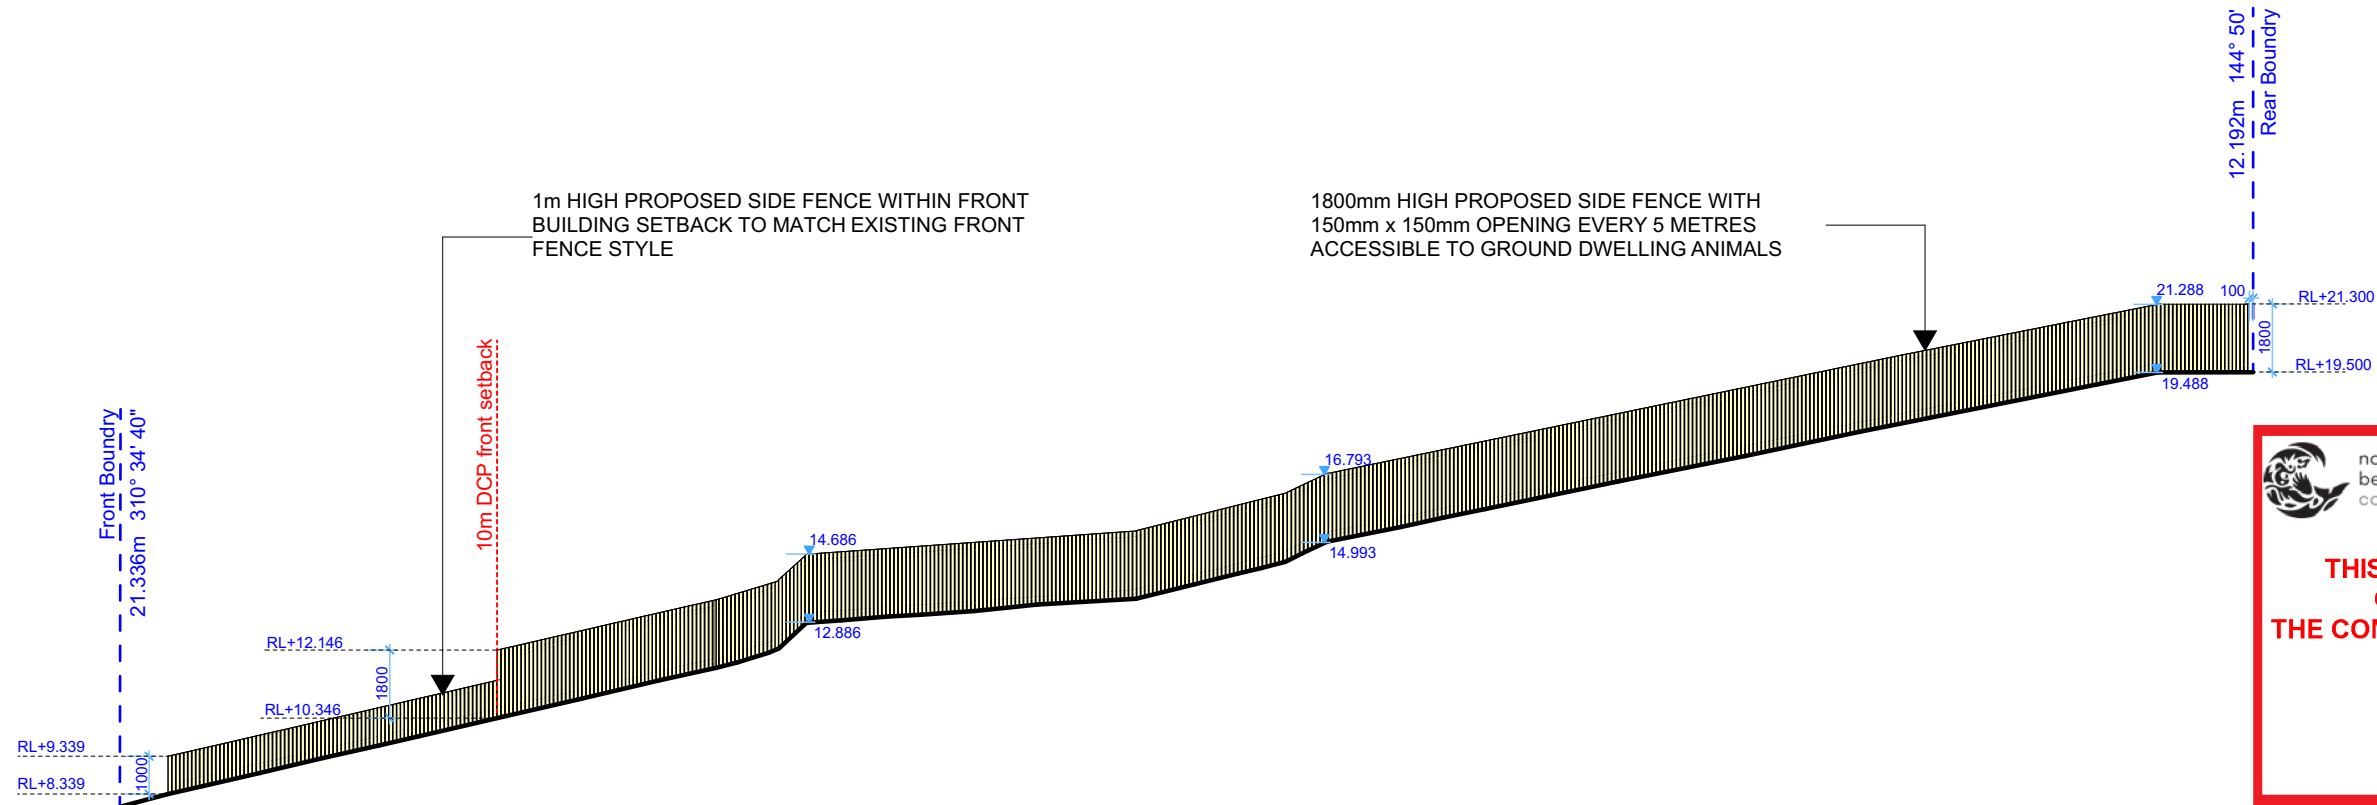 12.192m 144° 50'
Rear Boundry
1m HIGH PROPOSED SIDE FENCE WITHIN FRONT
BUILDING SETBACK TO MATCH EXISTING FRONT
FENCE STYLE
1800mm HIGH PROPOSED SIDE FENCE WITH
150mm x 150mm OPENING EVERY 5 METRES
ACCESSIBLE TO GROUND DWELLING ANIMALS
21.288
100
RL+21.300
1800
RL+19.500
19.488
10m DCP front setback
Front Boundry
21.336m 310° 34' 40"
16.793
14.993
14.686
12.886
RL+12.146
1800
RL+10.346
RL+9.339
1000
RL+8.339
no
be
co
THIS
THE CON